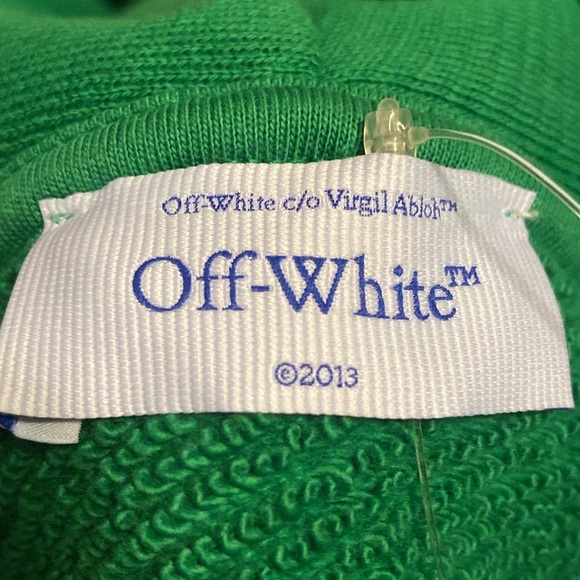 Off-White c/o Virgil Abloh™
Off-White™
©2013